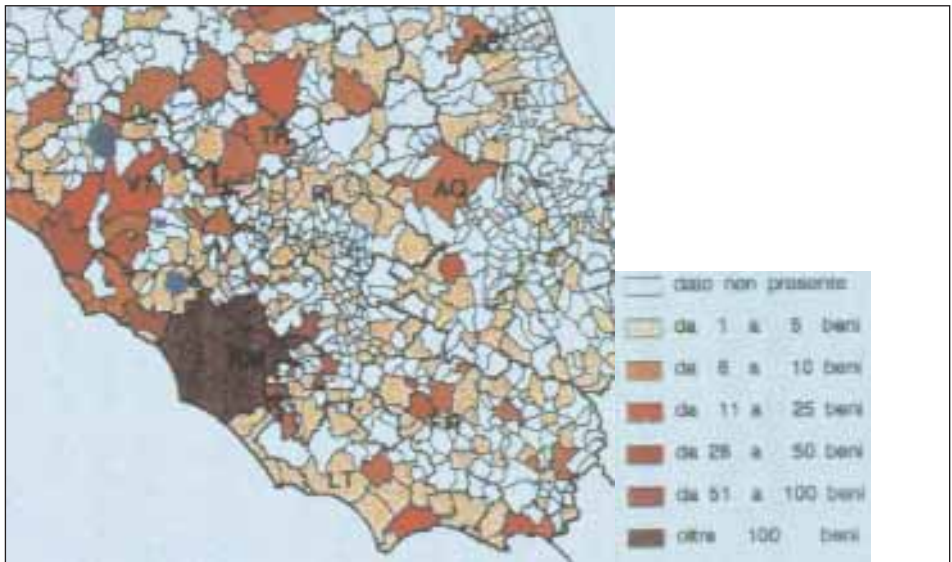 TE
TR
VT
RI
AQ
RM
FR
LT
dato non presente
da 1 a 5 beni
da 6 a 10 beni
da 11 a 25 beni
da 26 a 50 beni
da 51 a 100 beni
oltre 100 beni